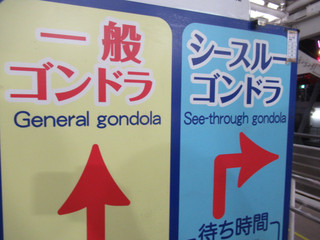 一般
ゴンドラ
General gondola
シースルー
ゴンドラ
See-through gondola
待ち時間